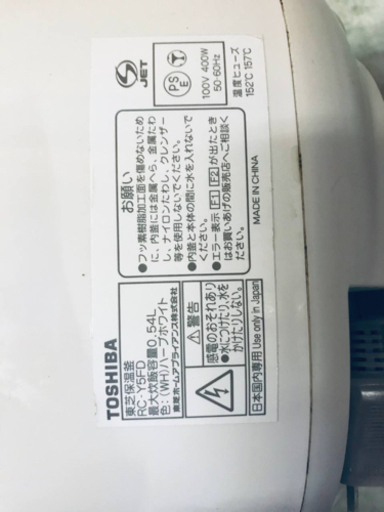 TOSHIBA
東芝保温釜
RC-Y5FD
最大炊飯容量0.54L
色:(WH)ハーブホワイト
東芝ホームアプライアンス株式会社
警告
感電のおそれあり
●水につけたり、水を
かけたりしない。
日本国内専用 Use only in Japan
お願い
●フッ素樹脂加工面を傷めないため
に、内釜には金属へら、金属たわ
し、ナイロンたわし、クレンザー
等を使用しないでください。
●内釜と本体の間に水を入れないで
ください。
●エラー表示 F1 F2 が出たとき
はお買いあげの販売店へご相談く
ださい。
MADE IN CHINA
S
JET
PS
E
100V 400W
50-60Hz
温度ヒューズ
152℃ 157℃